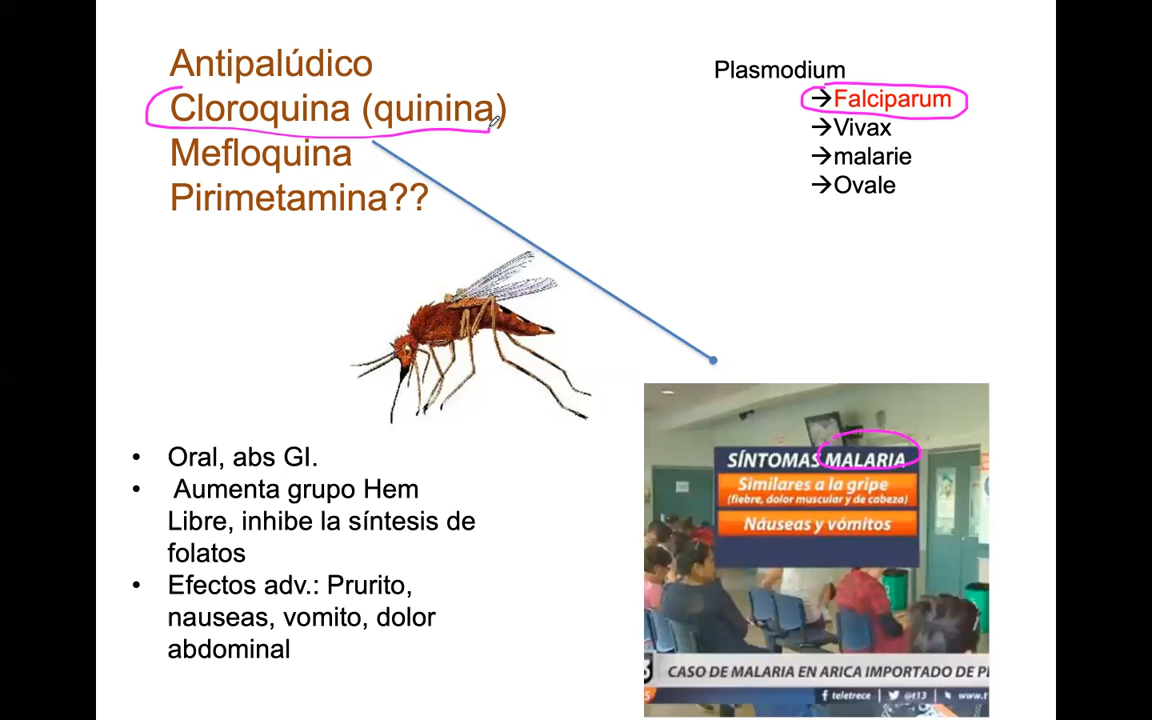 Antipalúdico
Cloroquina (quinina)
Mefloquina
Pirimetamina??
Plasmodium
→Falciparum
→Vivax
→malarie
→Ovale
• Oral, abs GI.
• Aumenta grupo Hem
Libre, inhibe la síntesis de
folatos
• Efectos adv.: Prurito,
nauseas, vomito, dolor
abdominal
SÍNTOMAS MALARIA
Similares a la gripe
(fiebre, dolor muscular y de cabeza)
Náuseas y vómitos
CASO DE MALARIA EN ARICA IMPORTADO DE
teletrece @t13 www.t